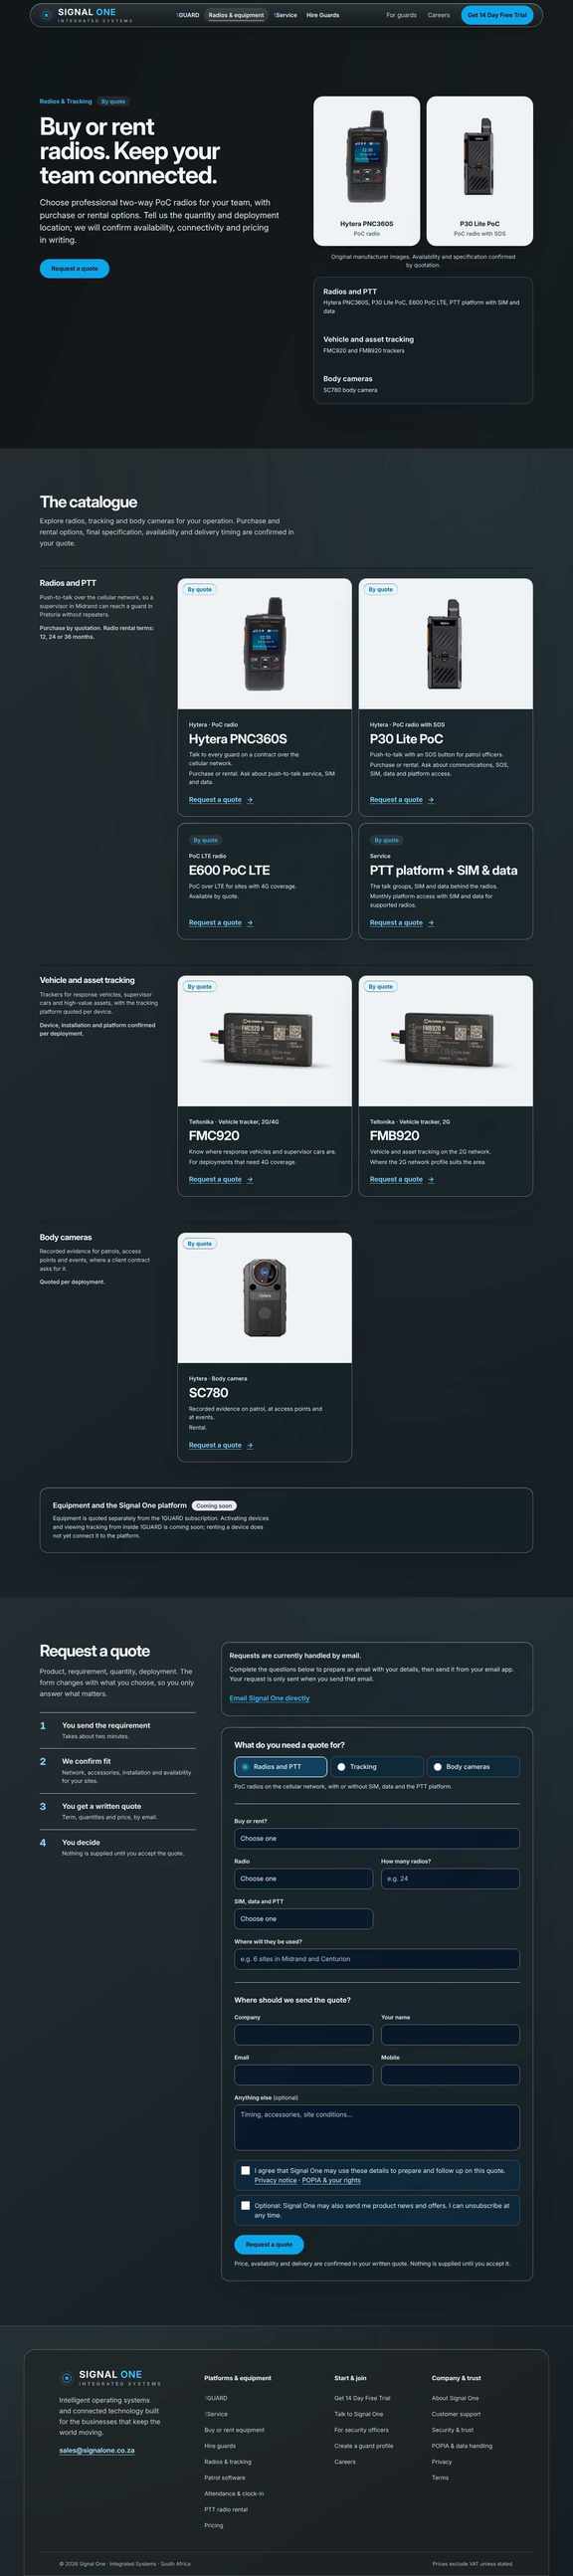 SIGNAL ONE
INTEGRATED SYSTEMS
1GUARD
Radios & equipment
1Service
Hire Guards
For guards
Careers
Get 14 Day Free Trial
Radios & Tracking
By quote
Buy or rent
radios. Keep your
team connected.
Choose professional two-way PoC radios for your team, with
purchase or rental options. Tell us the quantity and deployment
location; we will confirm availability, connectivity and pricing
in writing.
Request a quote
Hytera PNC360S
PoC radio
P30 Lite PoC
PoC radio with SOS
Original manufacturer images. Availability and specification confirmed
by quotation.
Radios and PTT
Hytera PNC360S, P30 Lite PoC, E600 PoC LTE, PTT platform with SIM and
data
Vehicle and asset tracking
FMC920 and FMB920 trackers
Body cameras
SC780 body camera
The catalogue
Explore radios, tracking and body cameras for your operation. Purchase and
rental options, final specification, availability and delivery timing are confirmed in
your quote.
Radios and PTT
Push-to-talk over the cellular network, so a
supervisor in Midrand can reach a guard in
Pretoria without repeaters.
Purchase by quotation. Radio rental terms:
12, 24 or 36 months.
By quote
Hytera · PoC radio
Hytera PNC360S
Talk to every guard on a contract over the
cellular network.
Purchase or rental. Ask about push-to-talk service, SIM
and data.
Request a quote →
By quote
Hytera · PoC radio with SOS
P30 Lite PoC
Push-to-talk with an SOS button for patrol officers.
Purchase or rental. Ask about communications, SOS,
SIM, data and platform access.
Request a quote →
By quote
PoC LTE radio
E600 PoC LTE
PoC over LTE for sites with 4G coverage.
Available by quote.
Request a quote →
By quote
Service
PTT platform + SIM & data
The talk groups, SIM and data behind the radios.
Monthly platform access with SIM and data for
supported radios.
Request a quote →
Vehicle and asset tracking
Trackers for response vehicles, supervisor
cars and high-value assets, with the tracking
platform quoted per device.
Device, installation and platform confirmed
per deployment.
By quote
FMC920
Teltonika · Vehicle tracker, 2G/4G
FMC920
Know where response vehicles and supervisor cars are.
For deployments that need 4G coverage.
Request a quote →
By quote
FMB920
Teltonika · Vehicle tracker, 2G
FMB920
Vehicle and asset tracking on the 2G network.
Where the 2G network profile suits the area.
Request a quote →
Body cameras
Recorded evidence for patrols, access
points and events, where a client contract
asks for it.
Quoted per deployment.
By quote
Hytera
Hytera · Body camera
SC780
Recorded evidence on patrol, at access points and
at events.
Rental.
Request a quote →
Equipment and the Signal One platform
Coming soon
Equipment is quoted separately from the 1GUARD subscription. Activating devices
and viewing tracking from inside 1GUARD is coming soon; renting a device does
not yet connect it to the platform.
Request a quote
Product, requirement, quantity, deployment. The
form changes with what you choose, so you only
answer what matters.
1
You send the requirement
Takes about two minutes.
2
We confirm fit
Network, accessories, installation and availability
for your sites.
3
You get a written quote
Term, quantities and price, by email.
4
You decide
Nothing is supplied until you accept the quote.
Requests are currently handled by email.
Complete the questions below to prepare an email with your details, then send it from your email app.
Your request is only sent when you send that email.
Email Signal One directly
What do you need a quote for?
Radios and PTT
Tracking
Body cameras
PoC radios on the cellular network, with or without SIM, data and the PTT platform.
Buy or rent?
Choose one
Radio
How many radios?
Choose one
e.g. 24
SIM, data and PTT
Choose one
Where will they be used?
e.g. 6 sites in Midrand and Centurion
Where should we send the quote?
Company
Your name
Email
Mobile
Anything else (optional)
Timing, accessories, site conditions...
I agree that Signal One may use these details to prepare and follow up on this quote.
Privacy notice · POPIA & your rights
Optional: Signal One may also send me product news and offers. I can unsubscribe at
any time.
Request a quote
Price, availability and delivery are confirmed in your written quote. Nothing is supplied until you accept it.
SIGNAL ONE
INTEGRATED SYSTEMS
Intelligent operating systems
and connected technology built
for the businesses that keep the
world moving.
sales@signalone.co.za
Platforms & equipment
1GUARD
1Service
Buy or rent equipment
Hire guards
Radios & tracking
Patrol software
Attendance & clock-in
PTT radio rental
Pricing
Start & join
Get 14 Day Free Trial
Talk to Signal One
For security officers
Create a guard profile
Careers
Company & trust
About Signal One
Customer support
Security & trust
POPIA & data handling
Privacy
Terms
© 2026 Signal One · Integrated Systems · South Africa
Prices exclude VAT unless stated.